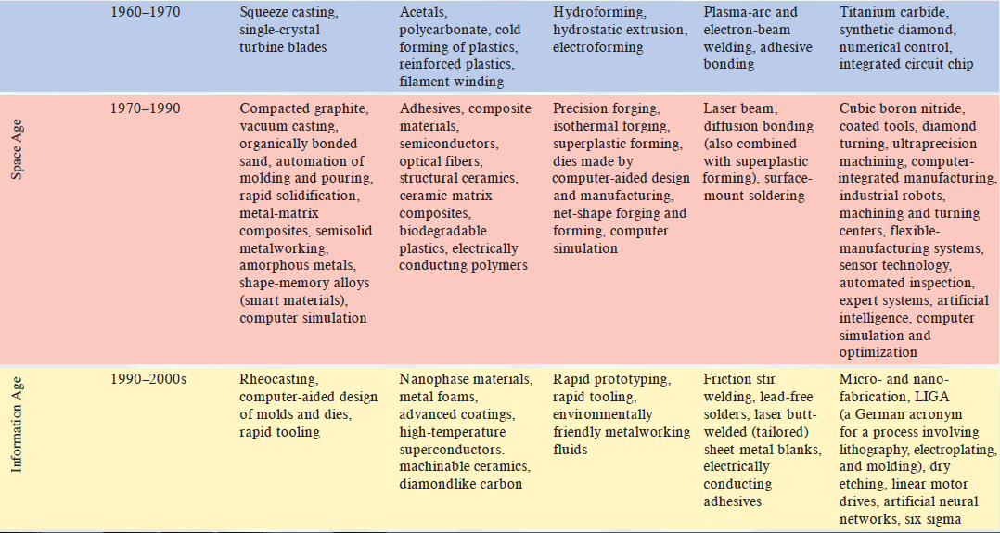 1960–1970
Squeeze casting,
single-crystal
turbine blades
Acetals,
polycarbonate, cold
forming of plastics,
reinforced plastics,
filament winding
Hydroforming,
hydrostatic extrusion,
electroforming
Plasma-arc and
electron-beam
welding, adhesive
bonding
Titanium carbide,
synthetic diamond,
numerical control,
integrated circuit chip
Space Age
1970–1990
Compacted graphite,
vacuum casting,
organically bonded
sand, automation of
molding and pouring,
rapid solidification,
metal-matrix
composites, semisolid
metalworking,
amorphous metals,
shape-memory alloys
(smart materials),
computer simulation
Adhesives, composite
materials,
semiconductors,
optical fibers,
structural ceramics,
ceramic-matrix
composites,
biodegradable
plastics, electrically
conducting polymers
Precision forging,
isothermal forging,
superplastic forming,
dies made by
computer-aided design
and manufacturing,
net-shape forging and
forming, computer
simulation
Laser beam,
diffusion bonding
(also combined
with superplastic
forming), surface-
mount soldering
Cubic boron nitride,
coated tools, diamond
turning, ultraprecision
machining, computer-
integrated manufacturing,
industrial robots,
machining and turning
centers, flexible-
manufacturing systems,
sensor technology,
automated inspection,
expert systems, artificial
intelligence, computer
simulation and
optimization
Information Age
1990–2000s
Rheocasting,
computer-aided design
of molds and dies,
rapid tooling
Nanophase materials,
metal foams,
advanced coatings,
high-temperature
superconductors.
machinable ceramics,
diamondlike carbon
Rapid prototyping,
rapid tooling,
environmentally
friendly metalworking
fluids
Friction stir
welding, lead-free
solders, laser butt-
welded (tailored)
sheet-metal blanks,
electrically
conducting
adhesives
Micro- and nano-
fabrication, LIGA
(a German acronym
for a process involving
lithography, electroplating,
and molding), dry
etching, linear motor
drives, artificial neural
networks, six sigma